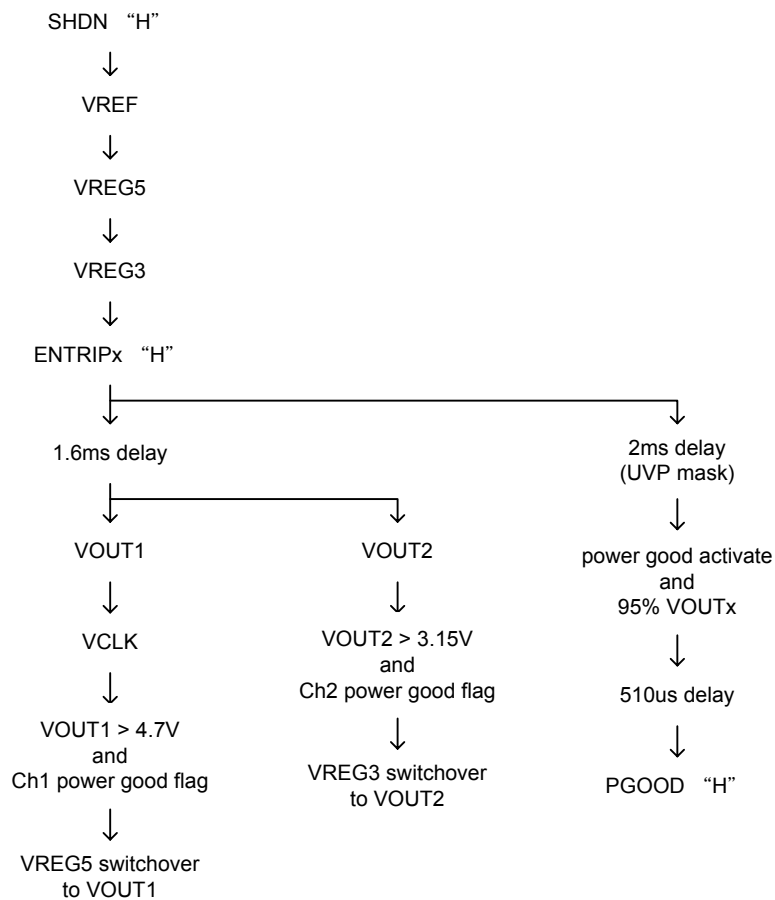 SHDN “H”
VREF
VREG5
VREG3
ENTRIPx “H”
1.6ms delay
2ms delay
(UVP mask)
VOUT1
VOUT2
power good activate
and
95% VOUTx
VCLK
VOUT2 > 3.15V
and
Ch2 power good flag
510us delay
VOUT1 > 4.7V
and
Ch1 power good flag
VREG3 switchover
to VOUT2
PGOOD “H”
VREG5 switchover
to VOUT1